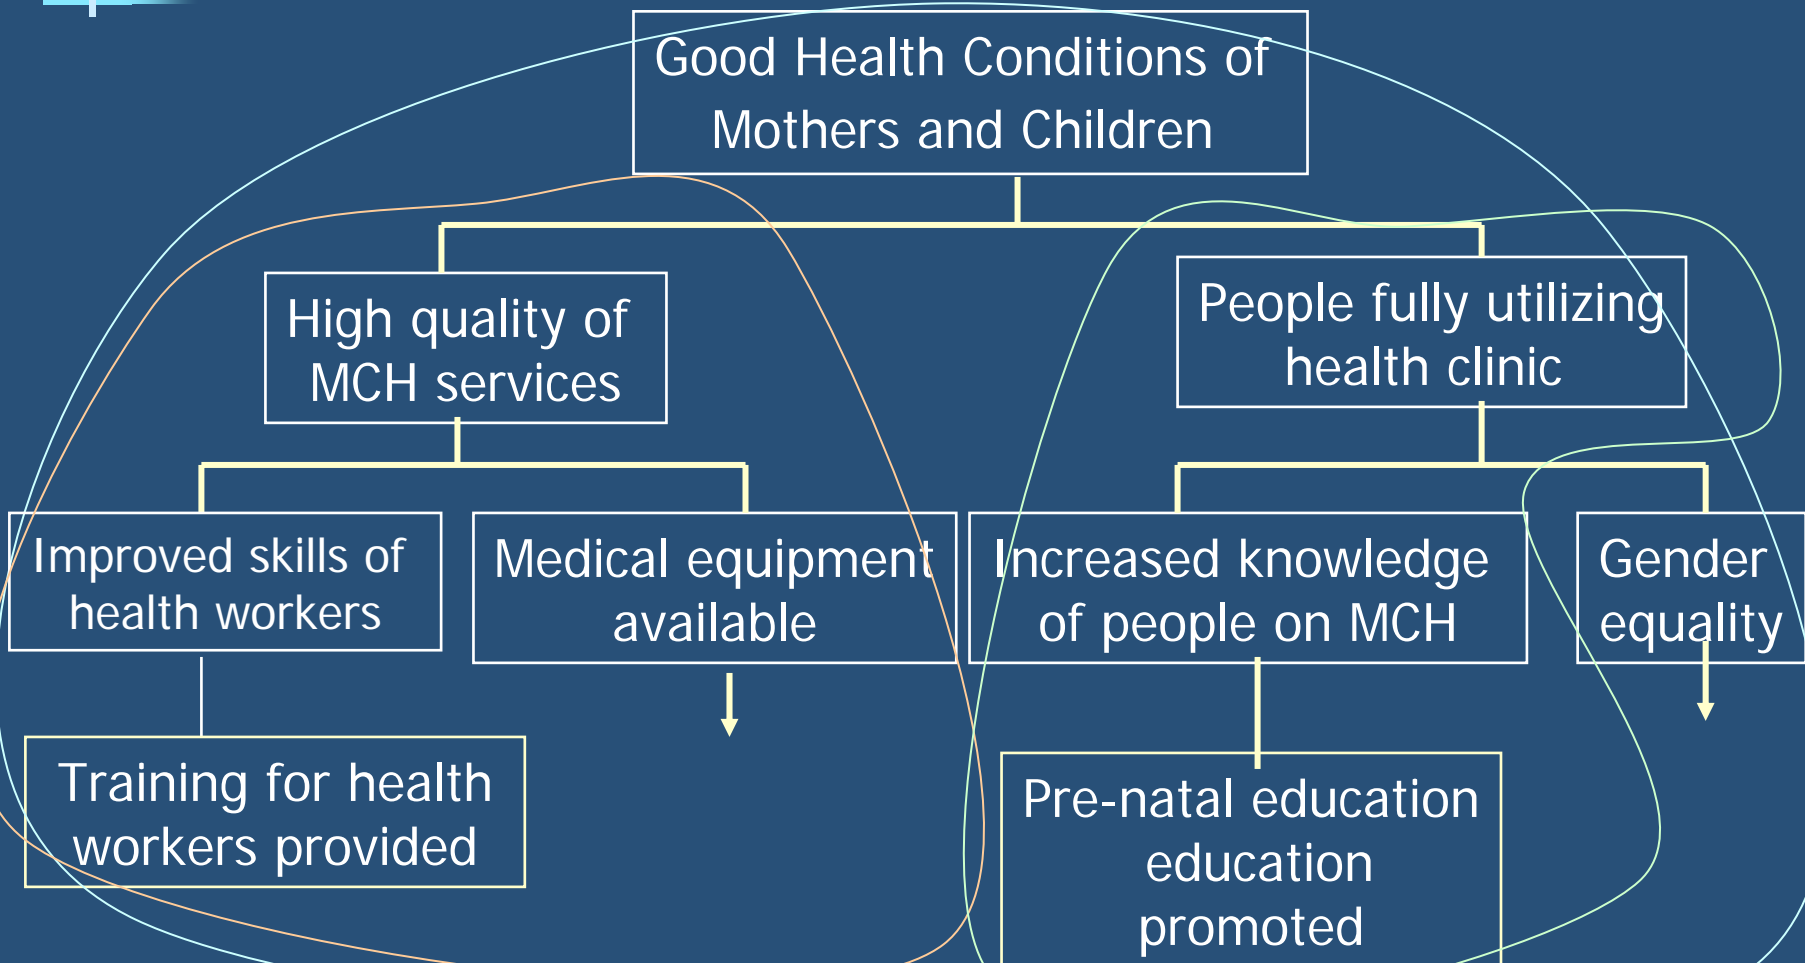 Good Health Conditions of
Mothers and Children
High quality of
MCH services
People fully utilizing
health clinic
Improved skills of
health workers
Medical equipment
available
Increased knowledge
of people on MCH
Gender
equality
Training for health
workers provided
Pre-natal education
education
promoted